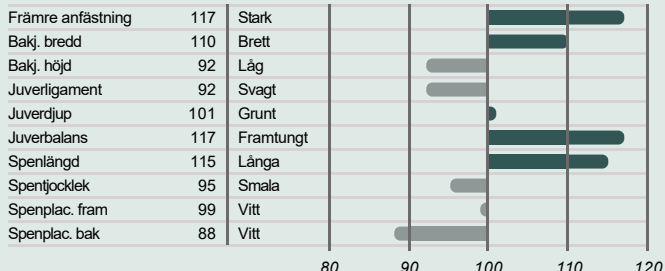 Främre anfästning 117 Stark
Bakj. bredd 110 Brett
Bakj. höjd 92 Låg
Juverligament 92 Svagt
Juverdjup 101 Grunt
Juverbalans 117 Framtungt
Spenlängd 115 Långa
Spentjocklek 95 Smala
Spenplac. fram 99 Vitt
Spenplac. bak 88 Vitt
80 90 100 110 120